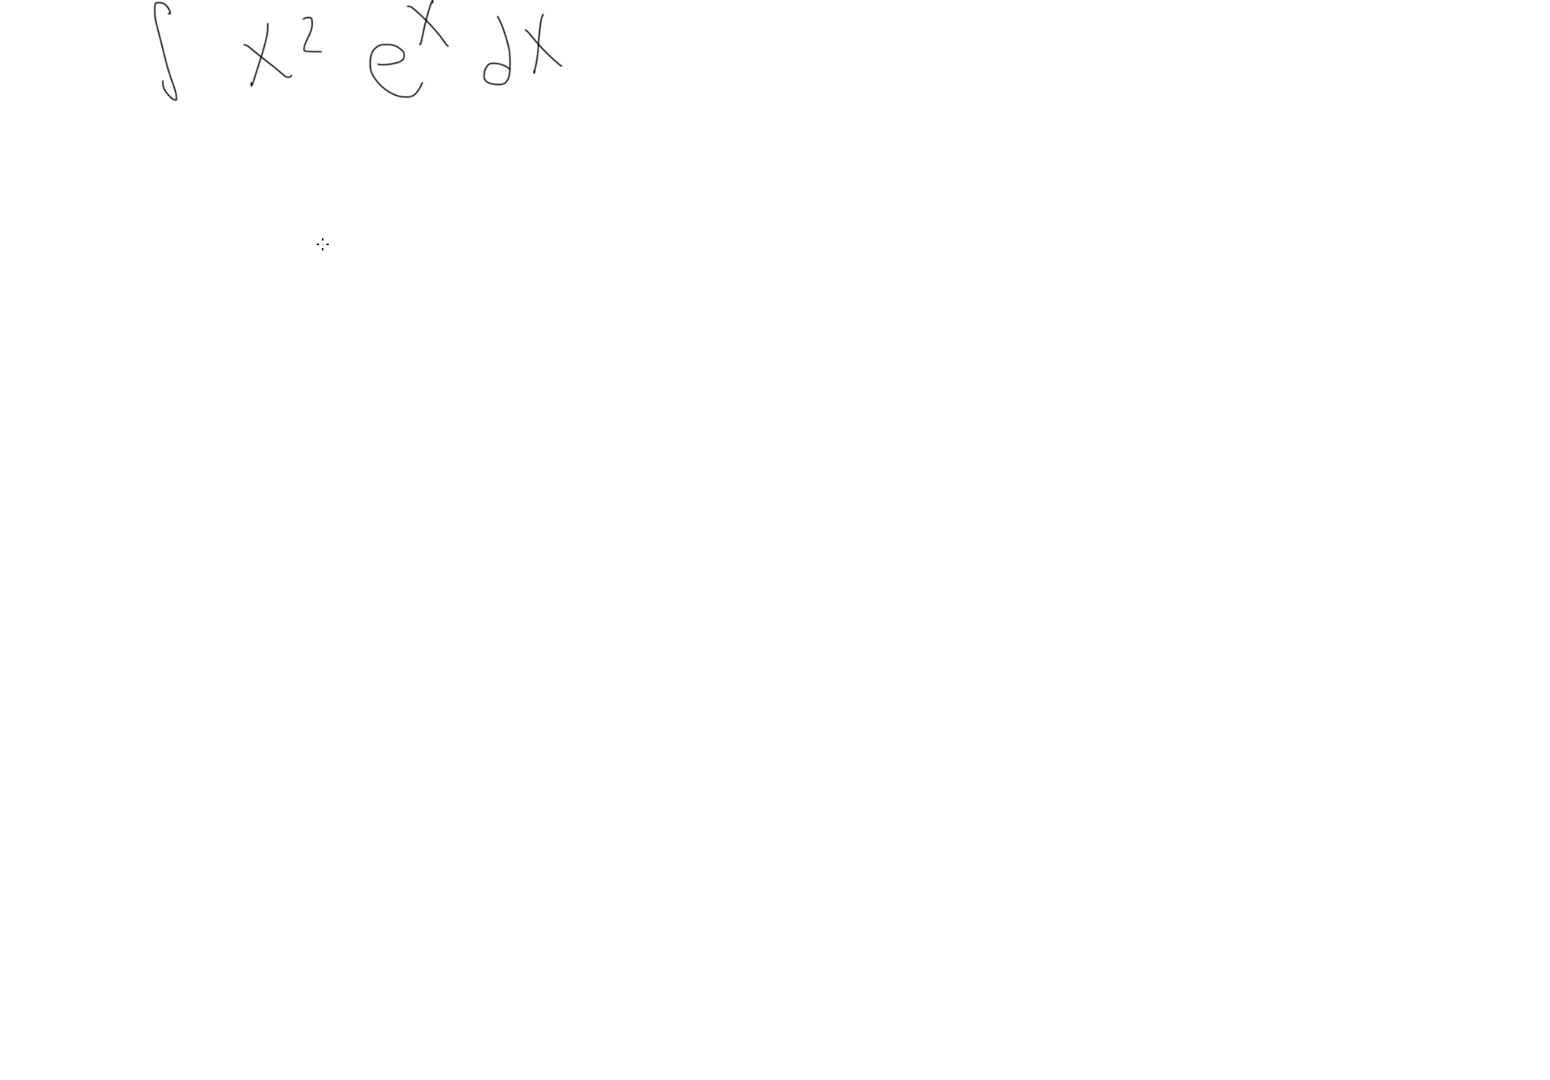 ∫ x² eˣ dx